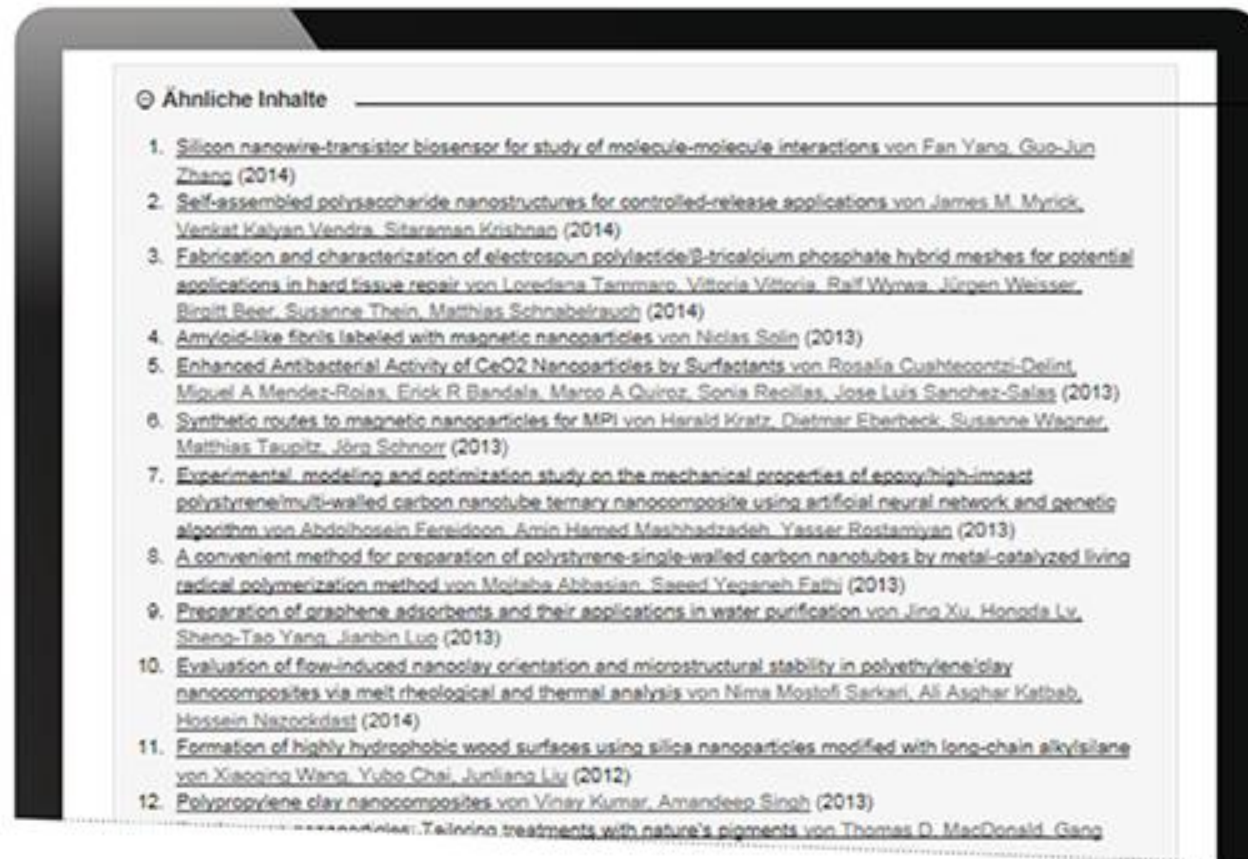 Ähnliche Inhalte
1. Silicon nanowire-transistor biosensor for study of molecule-molecule interactions von Fan Yang, Guo-Jun
Zhang (2014)
2. Self-assembled polysaccharide nanostructures for controlled-release applications von James M. Myrick,
Venkat Kalyan Vendra, Sitaraman Krishnan (2014)
3. Fabrication and characterization of electrospun polylactide/β-tricalcium phosphate hybrid meshes for potential
applications in hard tissue repair von Loredana Tammaro, Vittoria Vittoria, Ralf Wyrwa, Jürgen Weisser,
Birgitt Beer, Susanne Thein, Matthias Schnabelrauch (2014)
4. Amyloid-like fibrils labeled with magnetic nanoparticles von Niclas Solin (2013)
5. Enhanced Antibacterial Activity of CeO2 Nanoparticles by Surfactants von Rosalia Cuahtecontzi-Delint,
Miguel A Mendez-Rojas, Erick R Bandala, Marco A Quiroz, Sonia Recillas, Jose Luis Sanchez-Salas (2013)
6. Synthetic routes to magnetic nanoparticles for MPI von Harald Kratz, Dietmar Eberbeck, Susanne Wagner,
Matthias Taupitz, Jörg Schnorr (2013)
7. Experimental, modeling and optimization study on the mechanical properties of epoxy/high-impact
polystyrene/multi-walled carbon nanotube ternary nanocomposite using artificial neural network and genetic
algorithm von Abdolhosein Fereidoon, Amin Hamed Mashhadzadeh, Yasser Rostamiyan (2013)
8. A convenient method for preparation of polystyrene-single-walled carbon nanotubes by metal-catalyzed living
radical polymerization method von Mojtaba Abbasian, Saeed Yeganeh Fathi (2013)
9. Preparation of graphene adsorbents and their applications in water purification von Jing Xu, Hongda Lv,
Sheng-Tao Yang, Jianbin Luo (2013)
10. Evaluation of flow-induced nanoclay orientation and microstructural stability in polyethylene/clay
nanocomposites via melt rheological and thermal analysis von Nima Mostofi Sarkari, Ali Asghar Katbab,
Hossein Nazockdast (2014)
11. Formation of highly hydrophobic wood surfaces using silica nanoparticles modified with long-chain alkylsilane
von Xiaoqing Wang, Yubo Chai, Junliang Liu (2012)
12. Polypropylene clay nanocomposites von Vinay Kumar, Amandeep Singh (2013)
nanoparticles: Tailoring treatments with nature's pigments von Thomas D. MacDonald, Gang